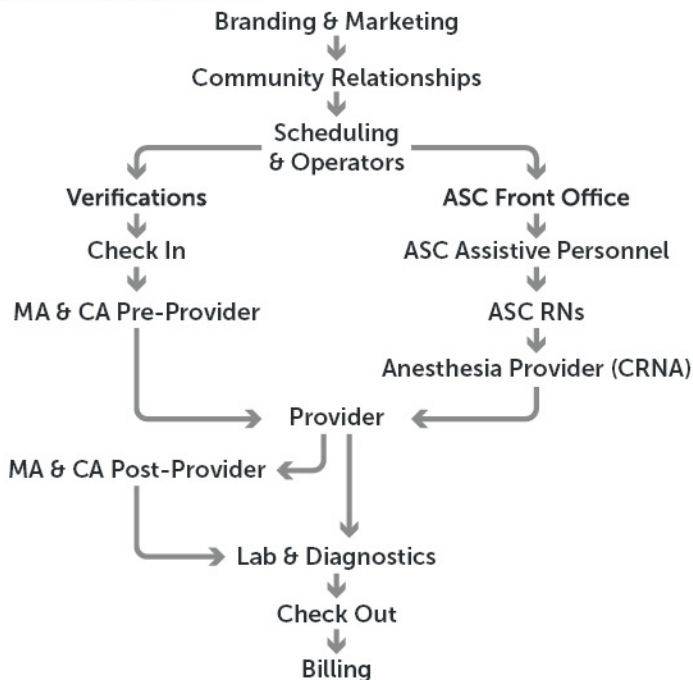 Branding & Marketing
Community Relationships
Scheduling
& Operators
Verifications
ASC Front Office
Check In
ASC Assistive Personnel
MA & CA Pre-Provider
ASC RNs
Anesthesia Provider (CRNA)
Provider
MA & CA Post-Provider
Lab & Diagnostics
Check Out
Billing